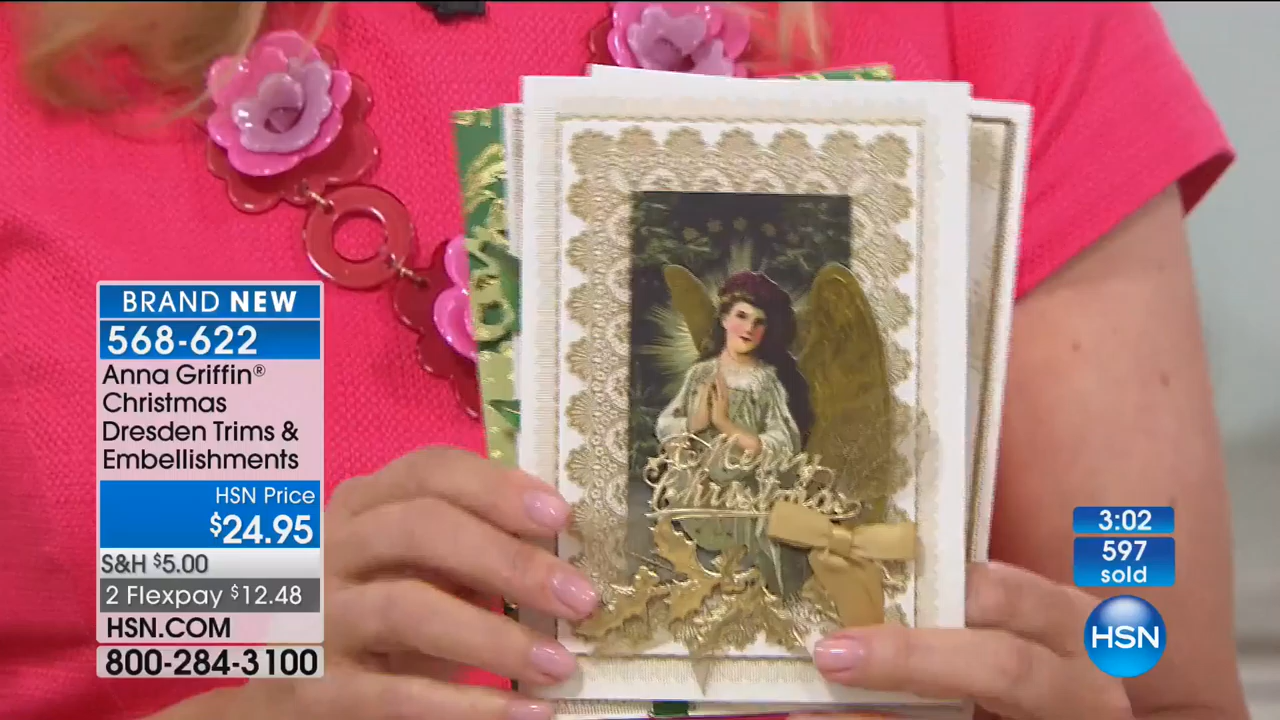 BRAND NEW
568-622
Anna Griffin®
Christmas
Dresden Trims &
Embellishments
HSN Price
$24.95
S&H $5.00
2 Flexpay $12.48
HSN.COM
800-284-3100
Merry
Christmas
3:02
597
sold
HSN